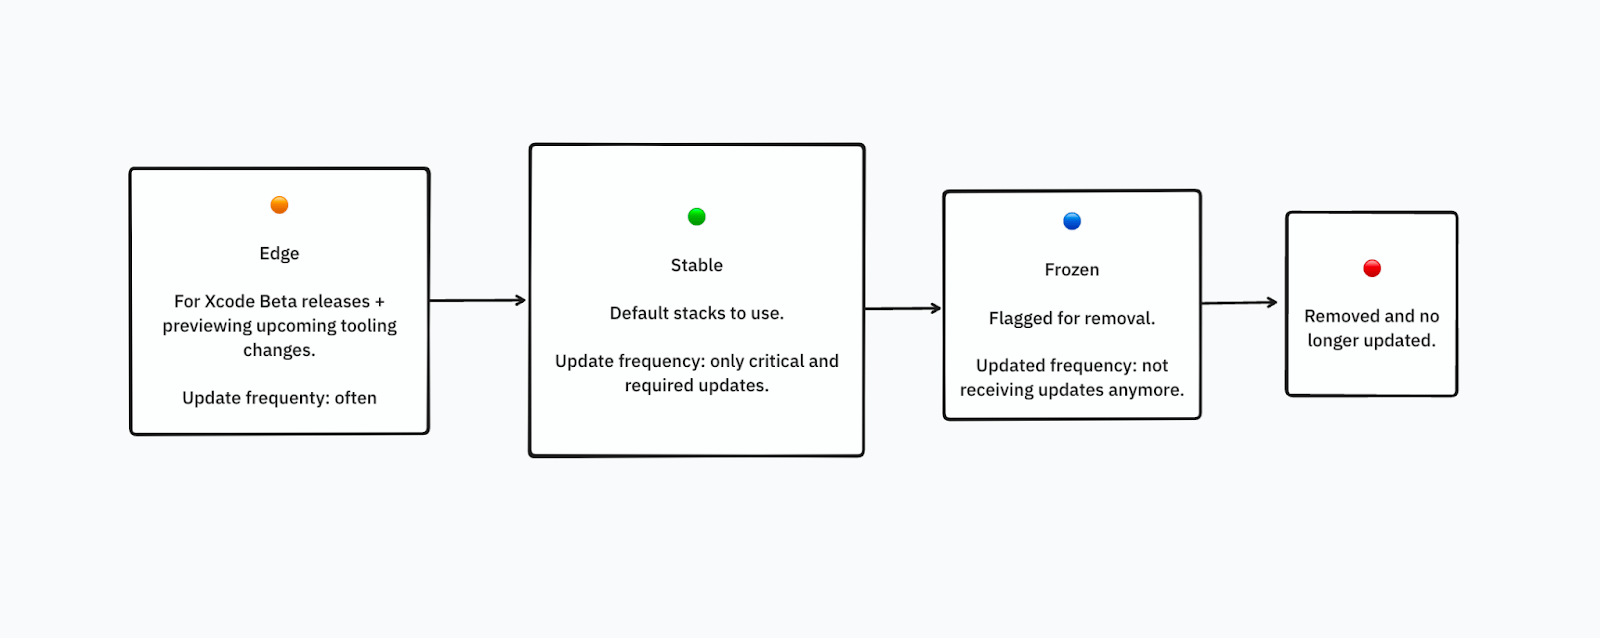 Edge
For Xcode Beta releases +
previewing upcoming tooling
changes.
Update frequenty: often
Stable
Default stacks to use.
Update frequency: only critical and
required updates.
Frozen
Flagged for removal.
Updated frequency: not
receiving updates anymore.
Removed and no
longer updated.